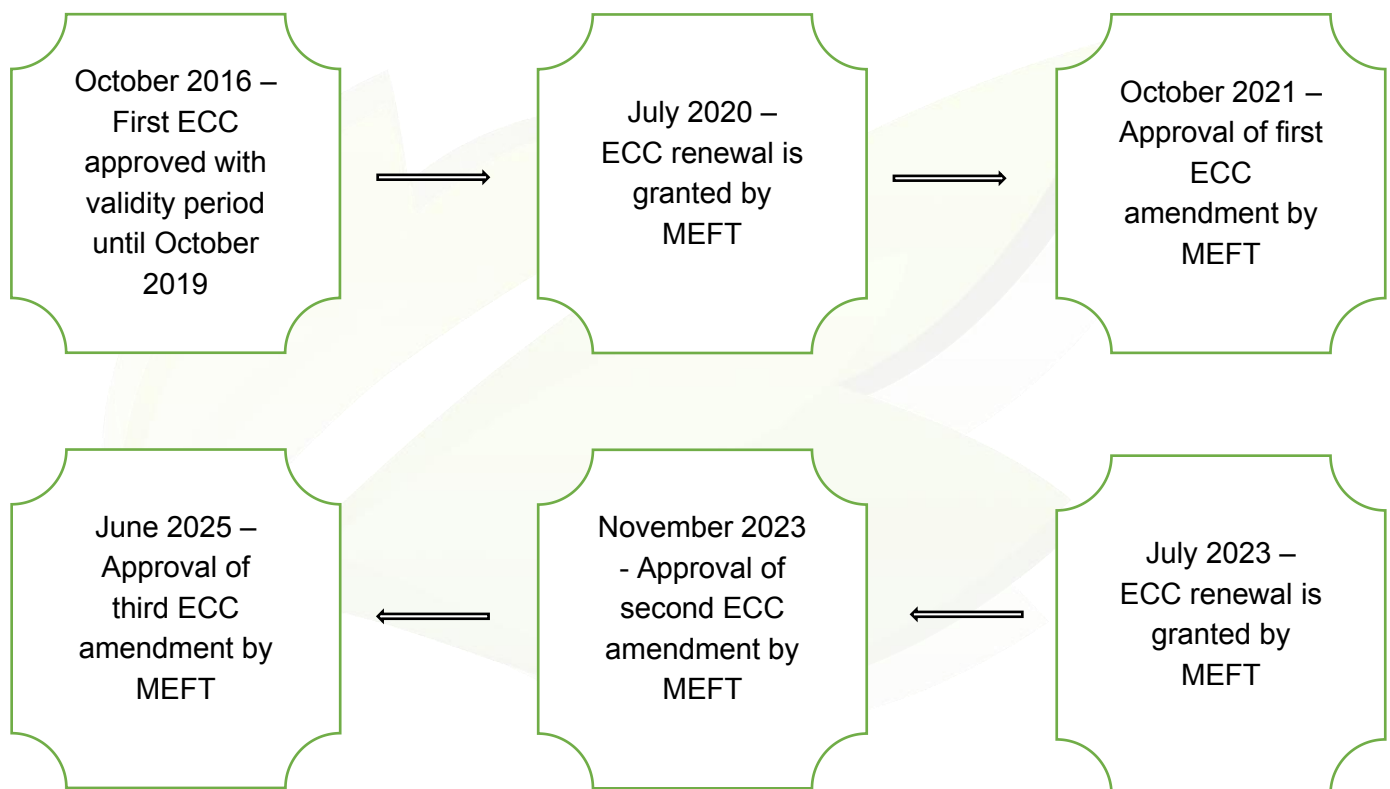 October 2016 –
First ECC
approved with
validity period
until October
2019
July 2020 –
ECC renewal is
granted by
MEFT
October 2021 –
Approval of first
ECC
amendment by
MEFT
July 2023 –
ECC renewal is
granted by
MEFT
November 2023
- Approval of
second ECC
amendment by
MEFT
June 2025 –
Approval of
third ECC
amendment by
MEFT